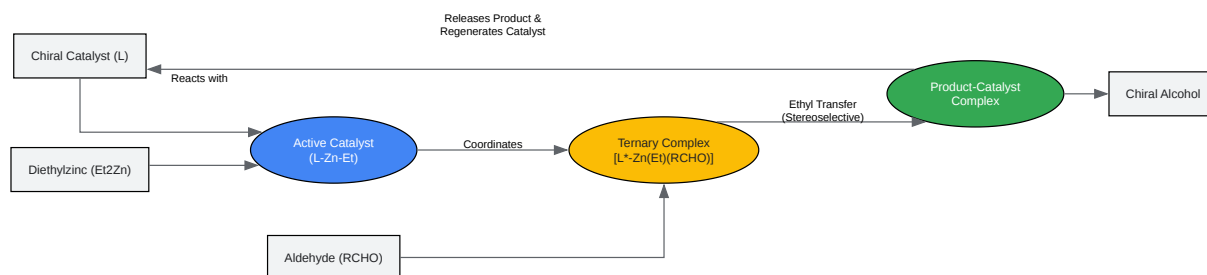 Releases Product &
Regenerates Catalyst
Chiral Catalyst (L)
Reacts with
Product-Catalyst
Complex
Chiral Alcohol
Ethyl Transfer
(Stereoselective)
Active Catalyst
(L-Zn-Et)
Coordinates
Ternary Complex
[L*-Zn(Et)(RCHO)]
Diethylzinc (Et2Zn)
Aldehyde (RCHO)